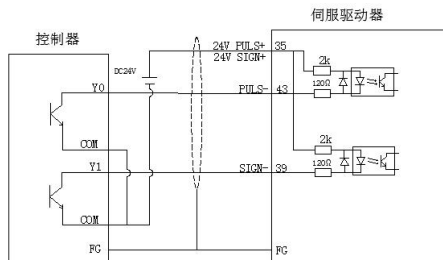 控制器
伺服驱动器
24V PULS+ 35
24V SIGN+
DC24V
2k
Y0
PULS- 43
120Ω
COM
2k
Y1
120Ω
SIGN- 39
COM
FG
FG